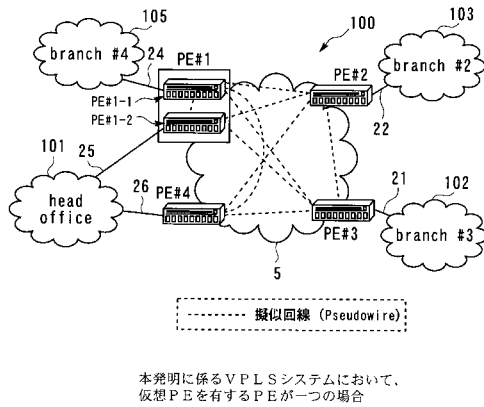 105
branch #4
24
PE#1
100
103
PE#2
branch #2
PE#1-1
PE#1-2
22
101
25
26
PE#4
head
office
21
102
PE#3
branch #3
5
擬似回線 (Pseudowire)
本発明に係るVPLSシステムにおいて、
仮想PEを有するPEが一つの場合